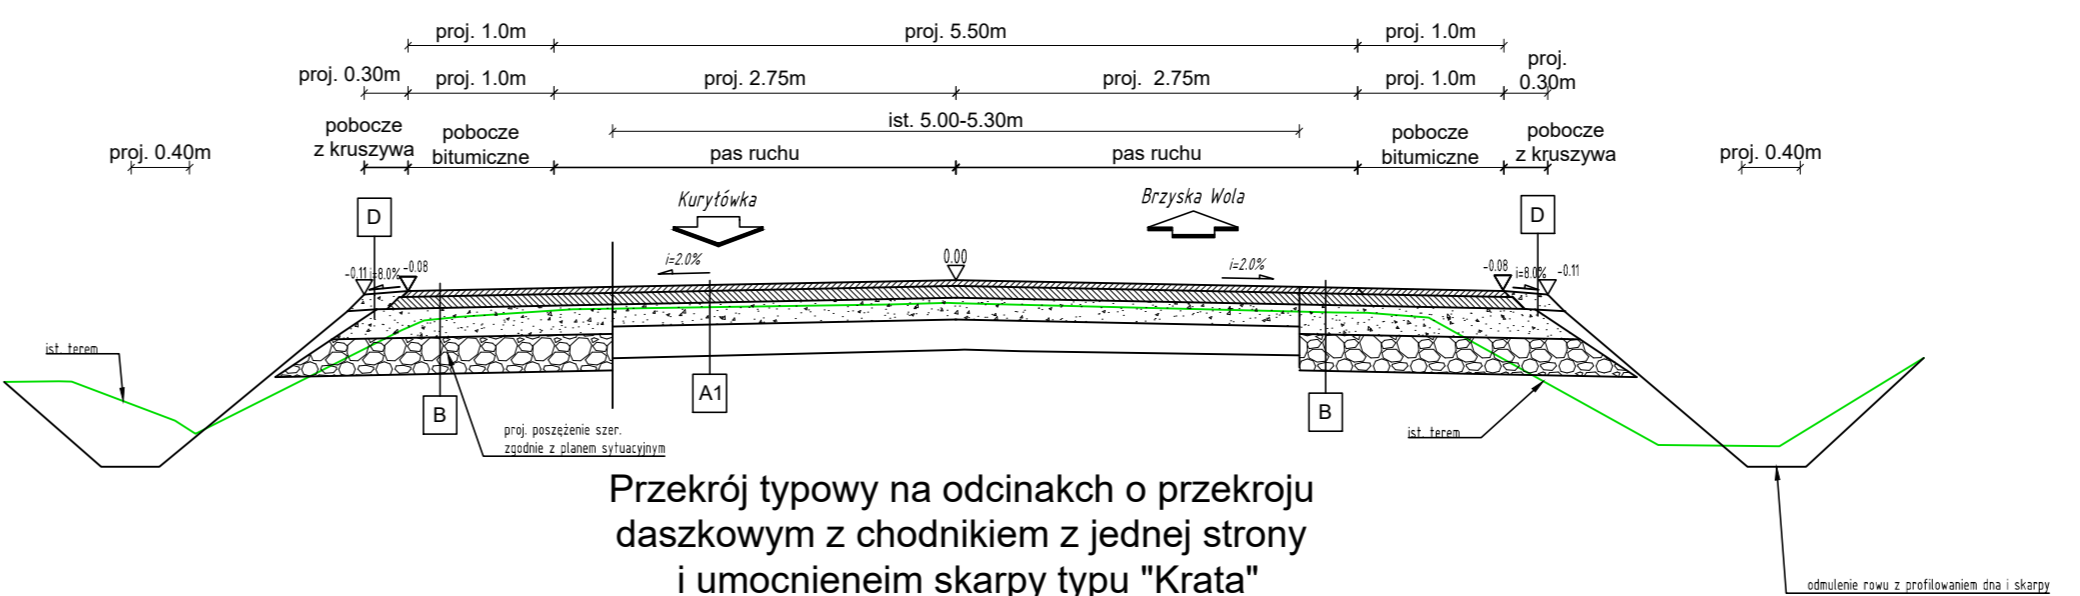 proj. 1.0m
proj. 5.50m
proj. 1.0m
proj. 0.30m
proj. 1.0m
proj. 2.75m
proj. 2.75m
proj. 1.0m
proj.
0.30m
ist. 5.00-5.30m
proj. 0.40m
pobocze
z kruszywa
pobocze
bitumiczne
pas ruchu
pas ruchu
pobocze
bitumiczne
pobocze
z kruszywa
proj. 0.40m
Kuryłówka
Brzyska Wola
D
D
-0.11
i=8.0%
-0.08
i=2.0%
0.00
i=2.0%
-0.08
i=8.0%
-0.11
ist. terem
A1
B
B
proj. poszężenie szer.
zgodnie z planem sytuacyjnym
ist. terem
Przekrój typowy na odcinakch o przekroju
daszkowym z chodnikiem z jednej strony
i umocnieneim skarpy typu "Krata"
odmulenie rowu z profilowaniem dna i skarpy